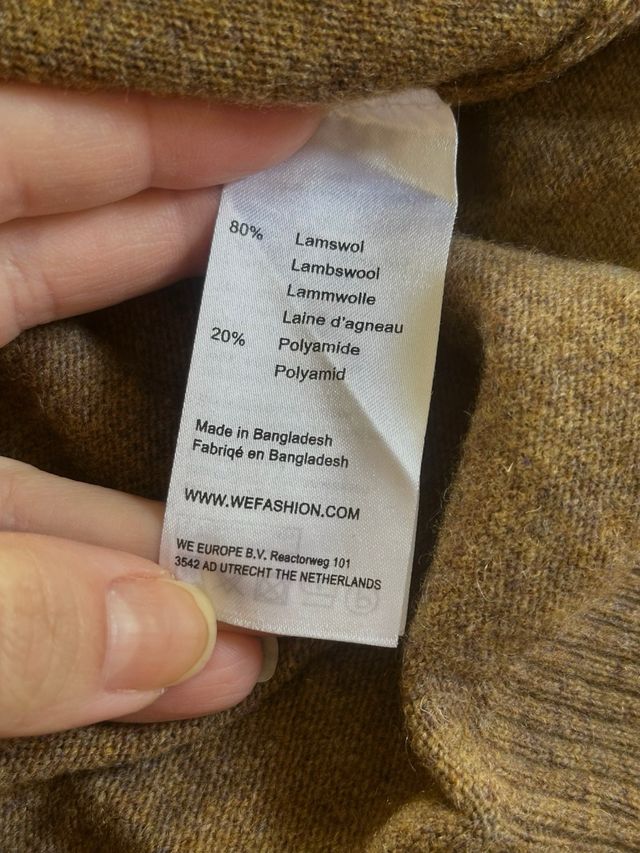 80% Lamswol
Lambswool
Lammwolle
Laine d'agneau
20% Polyamide
Polyamid
Made in Bangladesh
Fabriqé en Bangladesh
WWW.WEFASHION.COM
WE EUROPE B.V. Reactorweg 101
3542 AD UTRECHT THE NETHERLANDS